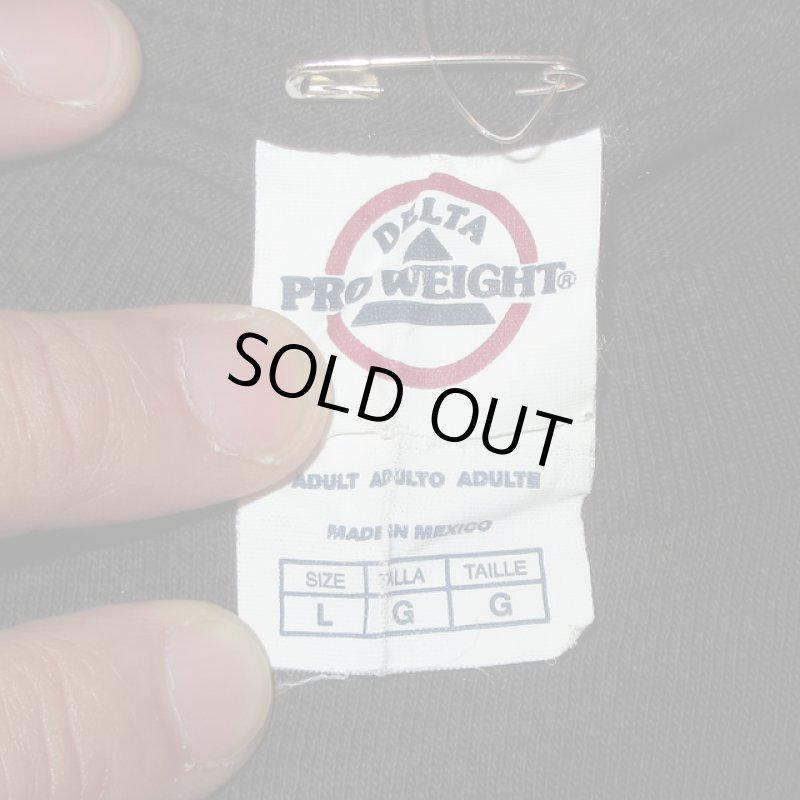 DELTA
PRO WEIGHT®
SOLD OUT
ADULT ADULTO ADULTE
MADE IN MEXICO
SIZE TALLA TAILLE
L G G